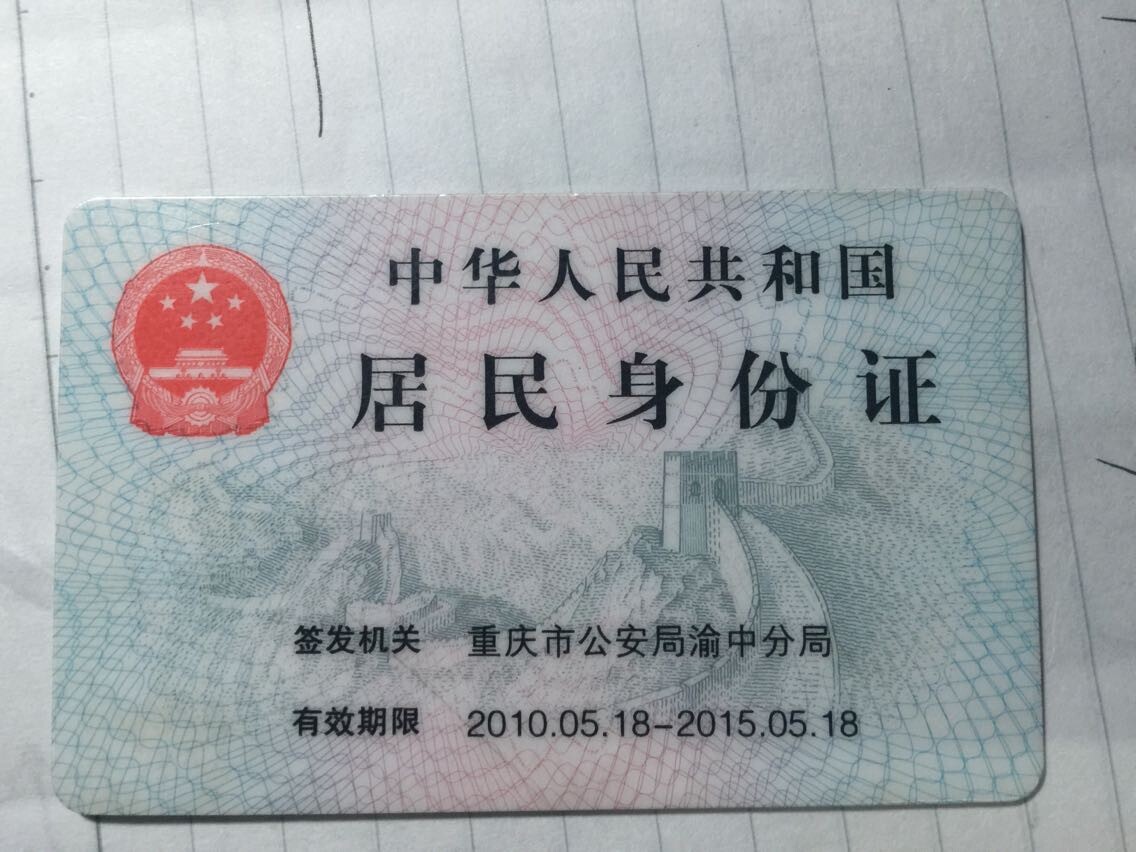 中华人民共和国
居民身份证
签发机关 重庆市公安局渝中分局
有效期限 2010.05.18-2015.05.18